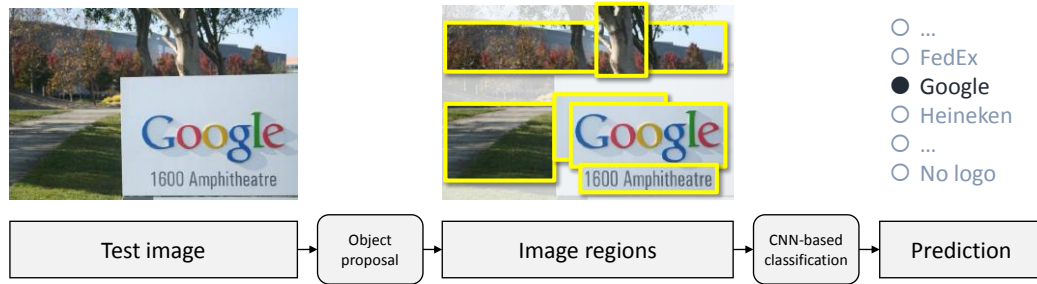 Google
1600 Amphitheatre
Google
1600 Amphitheatre
...
FedEx
Google
Heineken
...
No logo
Test image
Object
proposal
Image regions
CNN-based
classification
Prediction